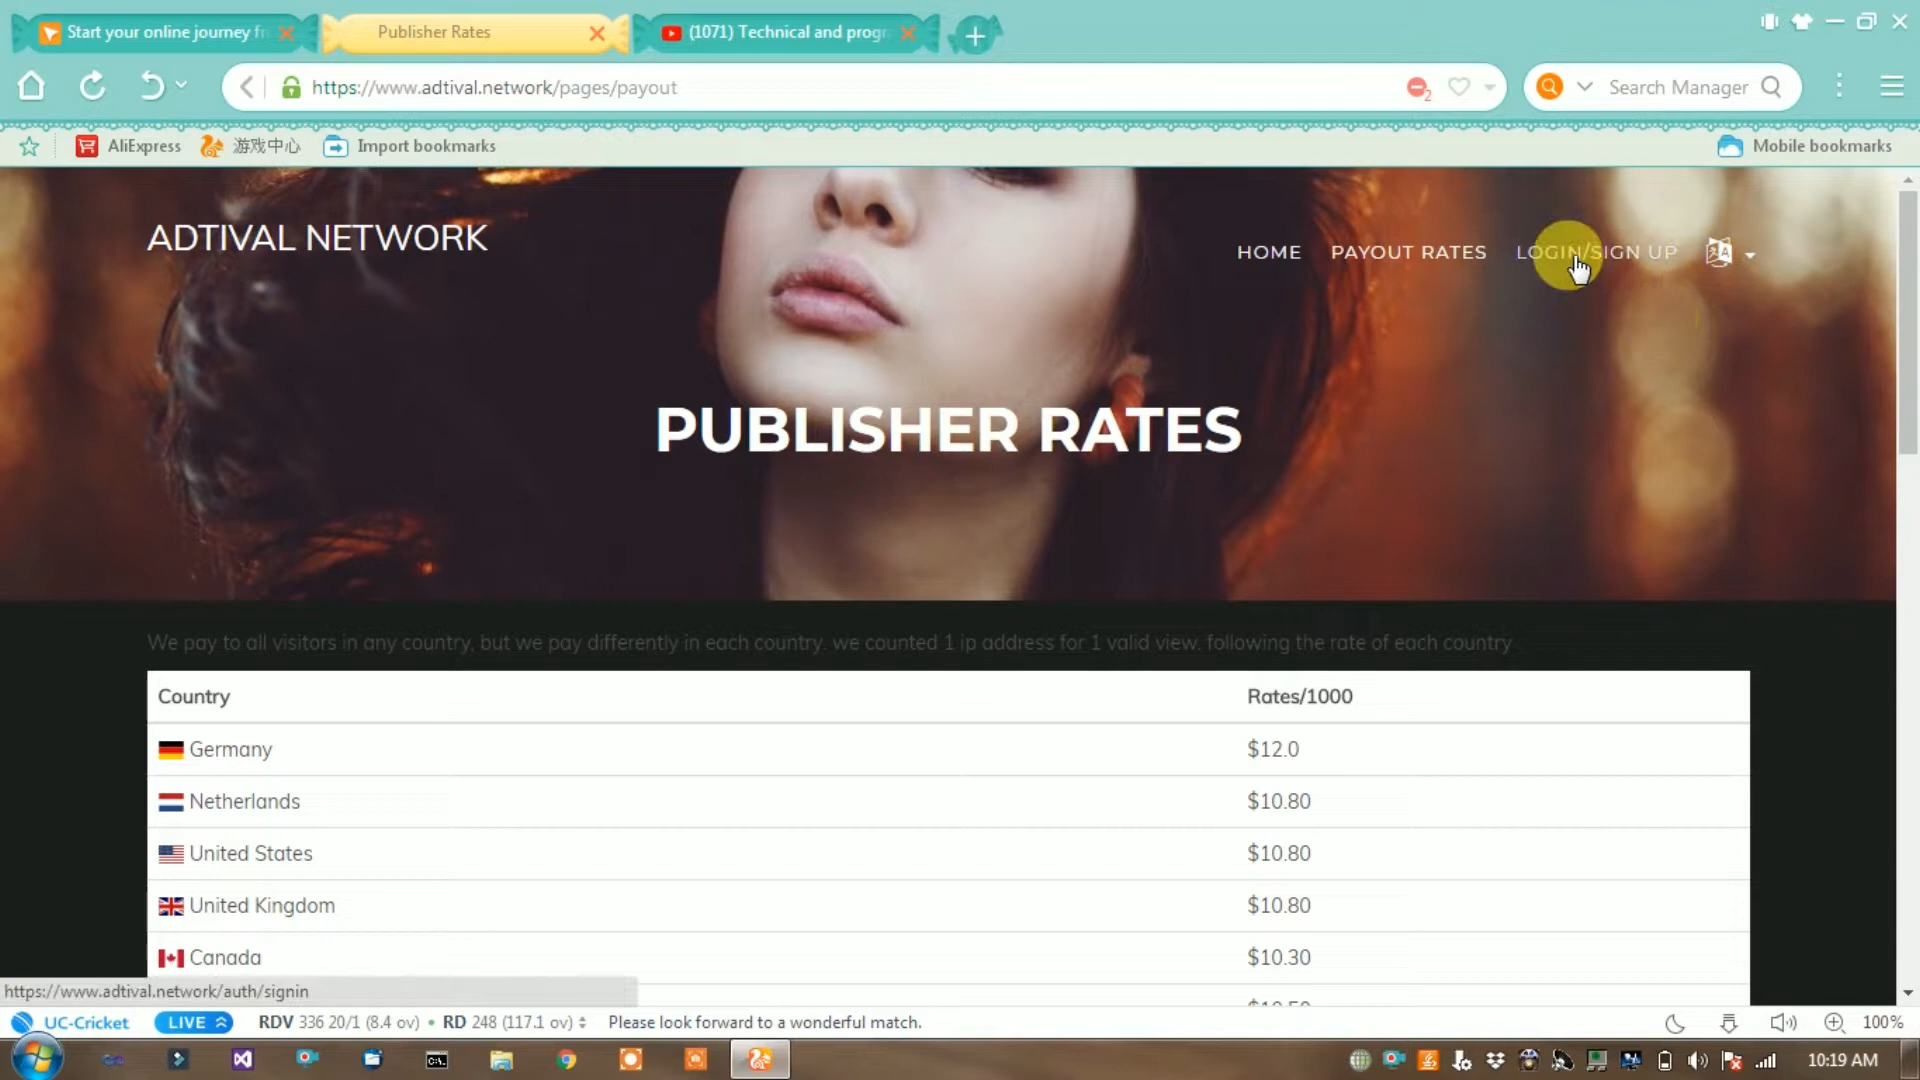 Start your online journey fr
Publisher Rates
(1071) Technical and progr
https://www.adtival.network/pages/payout
2
Search Manager
AliExpress
游戏中心
Import bookmarks
Mobile bookmarks
ADTIVAL NETWORK
HOME
PAYOUT RATES
LOGIN/SIGN UP
PUBLISHER RATES
We pay to all visitors in any country, but we pay differently in each country. we counted 1 ip address for 1 valid view. following the rate of each country
Country Rates/1000
Germany $12.0
Netherlands $10.80
United States $10.80
United Kingdom $10.80
Canada $10.30
https://www.adtival.network/auth/signin
UC-Cricket
LIVE
RDV 336 20/1 (8.4 ov) • RD 248 (117.1 ov)
Please look forward to a wonderful match.
100%
10:19 AM